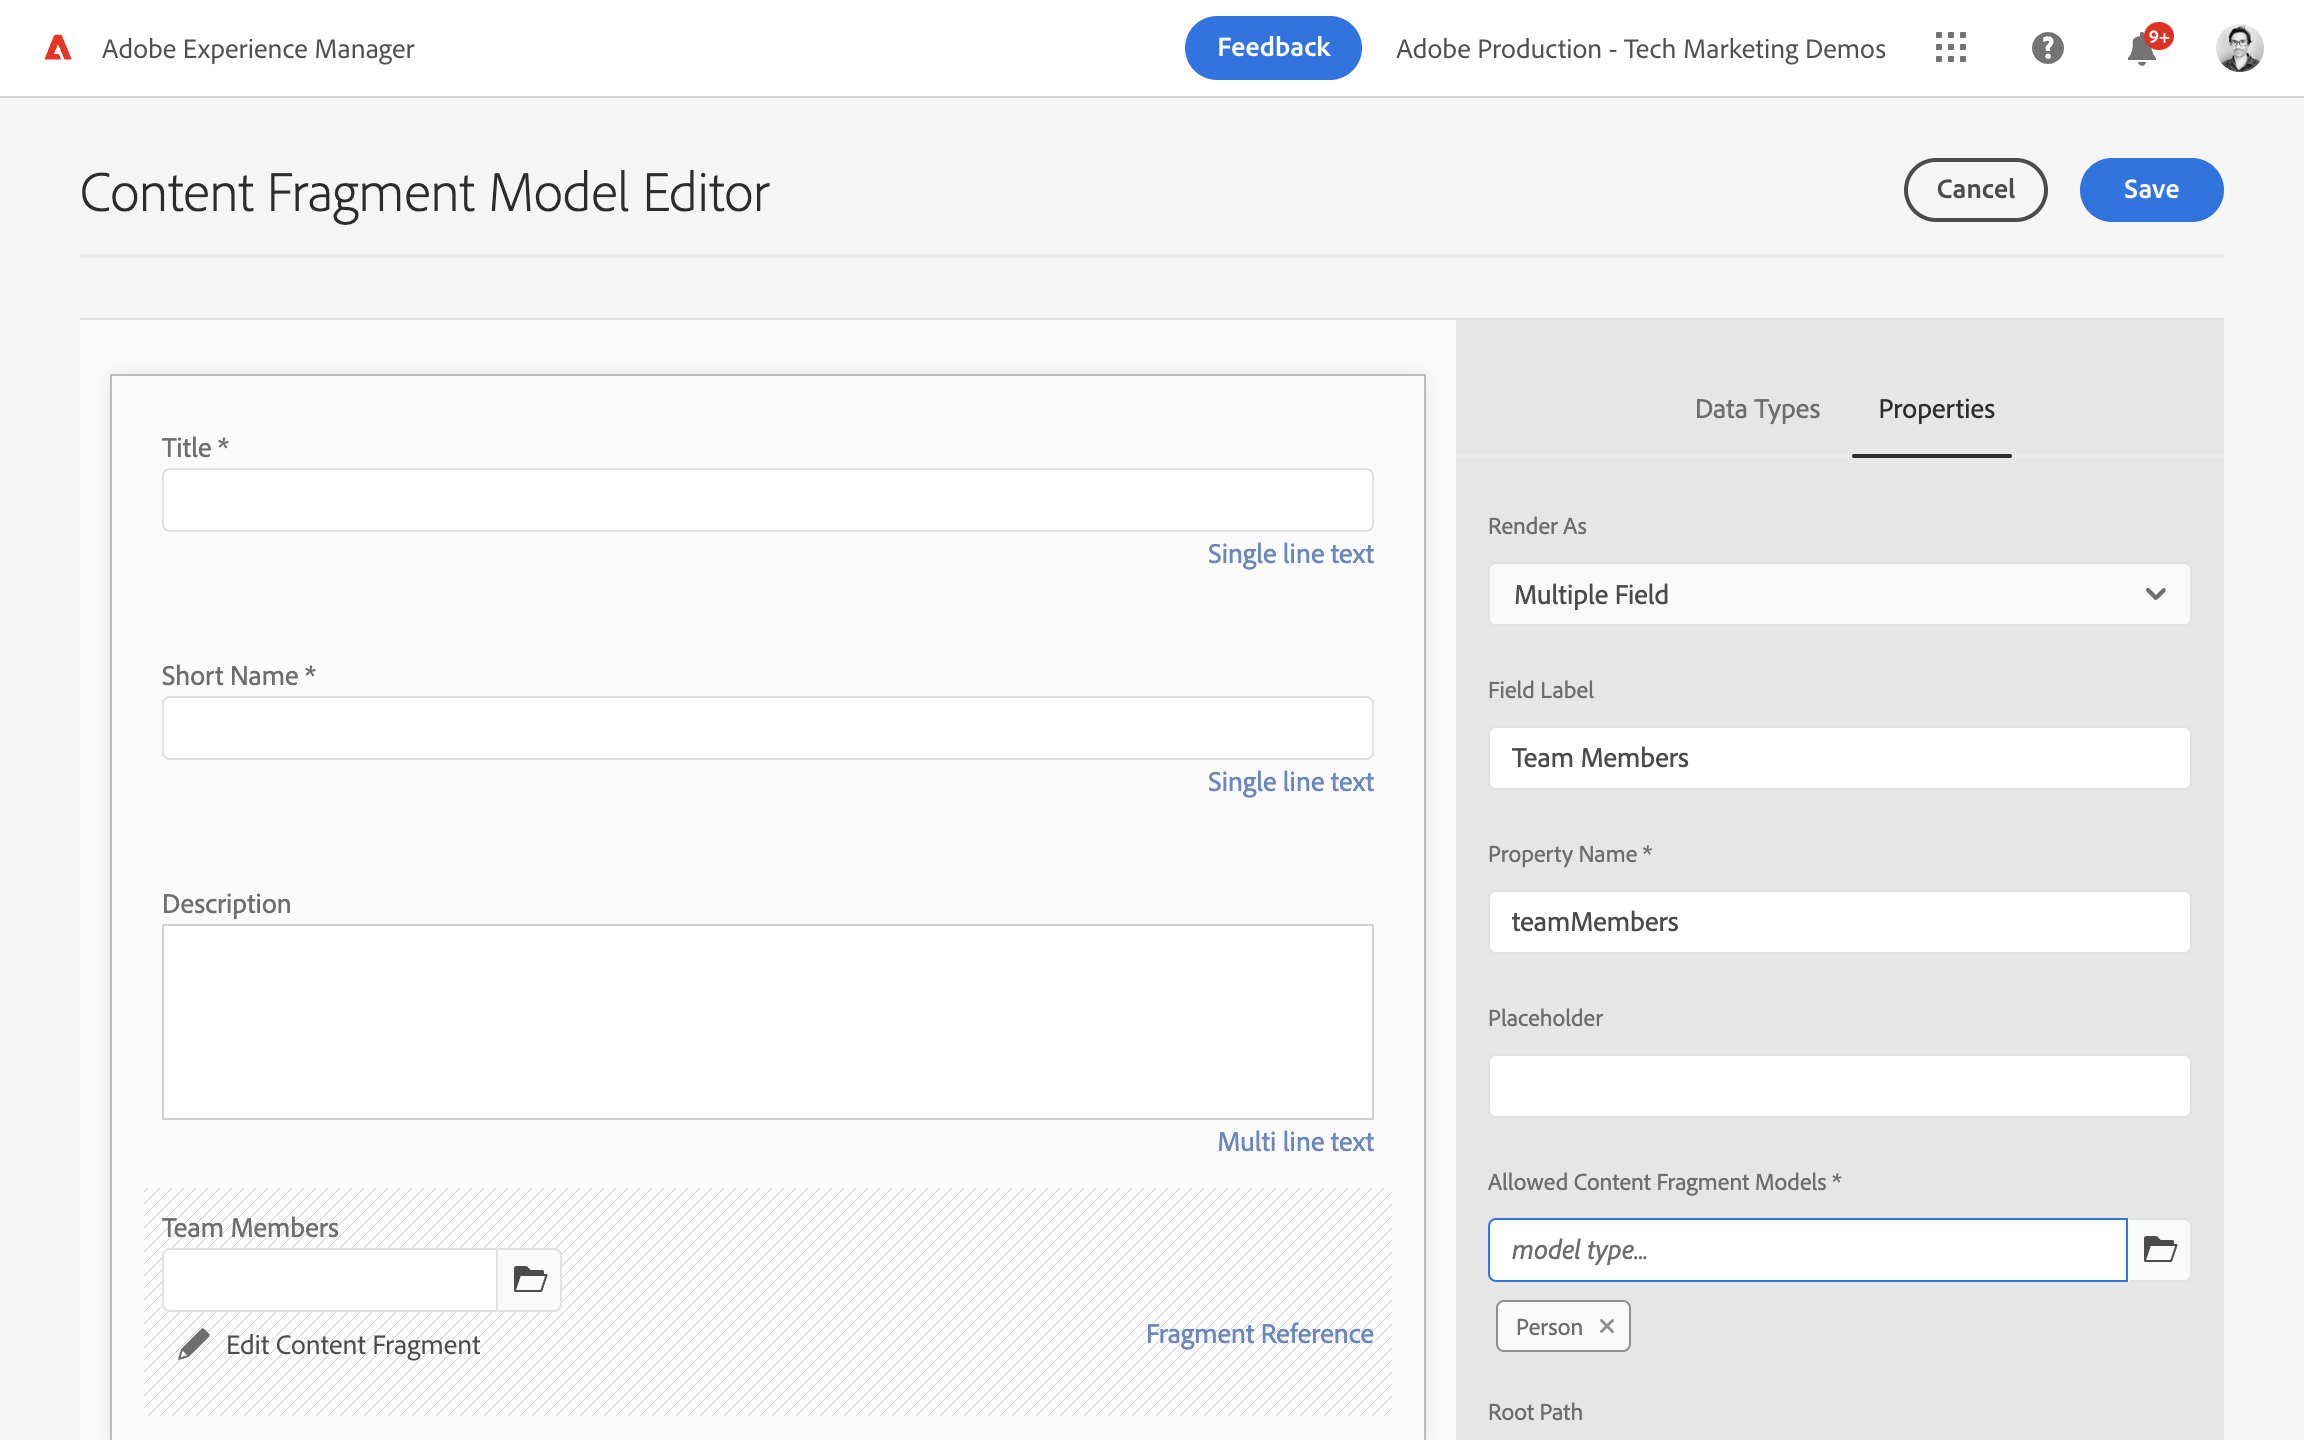 Adobe Experience Manager
Feedback
Adobe Production - Tech Marketing Demos
9+
Content Fragment Model Editor
Cancel
Save
Title *
Single line text
Short Name *
Single line text
Description
Multi line text
Team Members
Edit Content Fragment
Fragment Reference
Data Types
Properties
Render As
Multiple Field
Field Label
Team Members
Property Name *
teamMembers
Placeholder
Allowed Content Fragment Models *
model type...
Person
Root Path